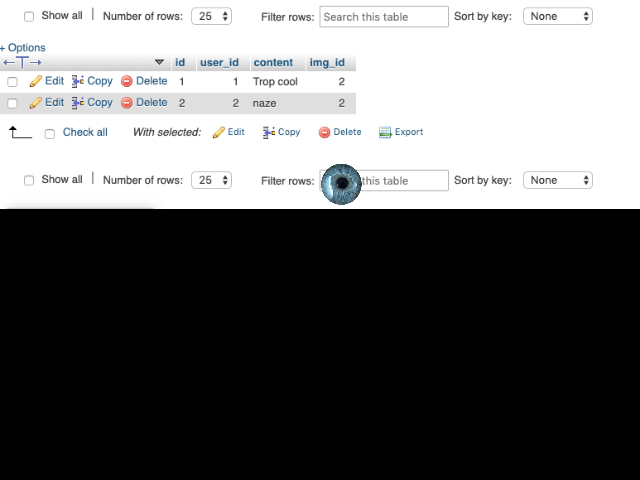 Show all | Number of rows: 25 Filter rows: Search this table Sort by key: None
+ Options
←T→ id user_id content img_id
Edit Copy Delete 1 1 Trop cool 2
Edit Copy Delete 2 2 naze 2
Check all With selected: Edit Copy Delete Export
Show all | Number of rows: 25 Filter rows: this table Sort by key: None